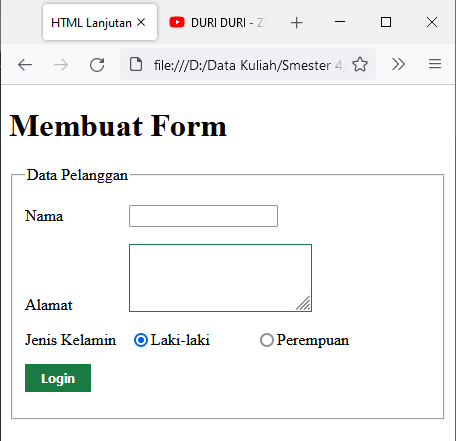 HTML Lanjutan
DURI DURI - Z
file:///D:/Data Kuliah/Smester 4
Membuat Form
Data Pelanggan
Nama
Alamat
Jenis Kelamin Laki-laki Perempuan
Login